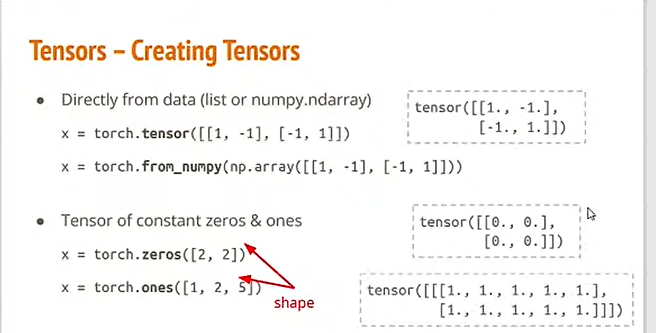 Tensors – Creating Tensors
• Directly from data (list or numpy.ndarray)
x = torch.tensor([[1, -1], [-1, 1]])
x = torch.from_numpy(np.array([[1, -1], [-1, 1]]))
tensor([[1., -1.],
[-1., 1.]])
• Tensor of constant zeros & ones
x = torch.zeros([2, 2])
x = torch.ones([1, 2, 5])
shape
tensor([[0., 0.],
[0., 0.]])
tensor([[[1., 1., 1., 1., 1.],
[1., 1., 1., 1., 1.]]])